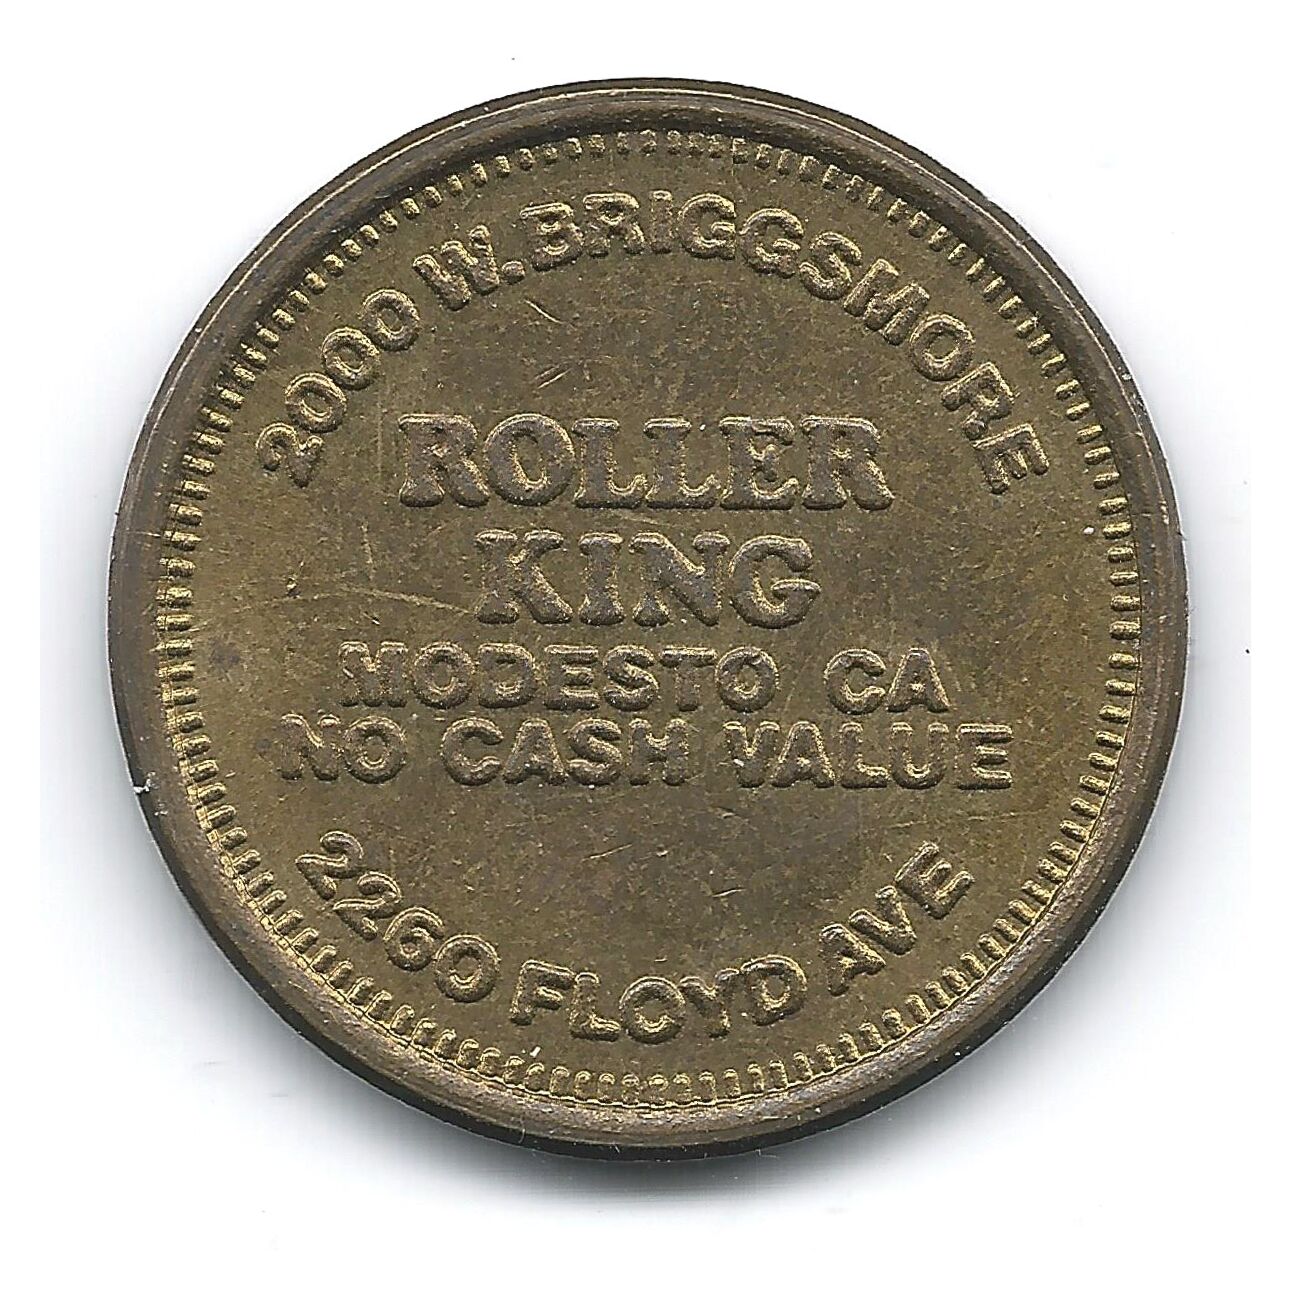 2000 W. BRIGGSMORE
ROLLER
KING
MODESTO CA
NO CASH VALUE
2260 FLOYD AVE